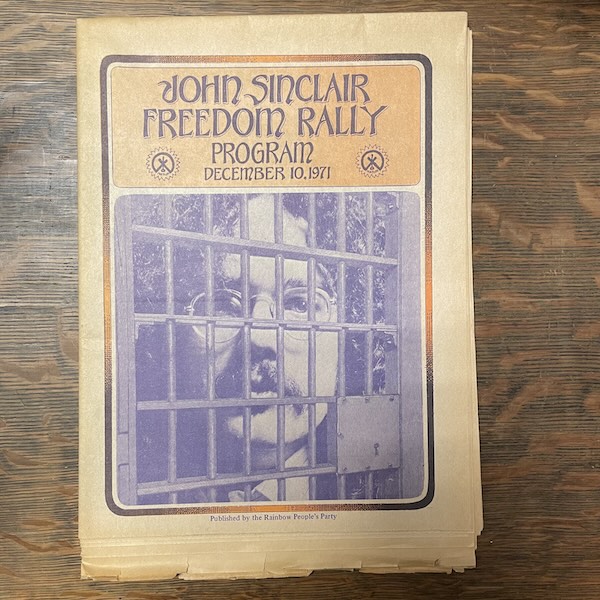 JOHN SINCLAIR
FREEDOM RALLY
PROGRAM
DECEMBER 10, 1971
Published by the Rainbow People's Party